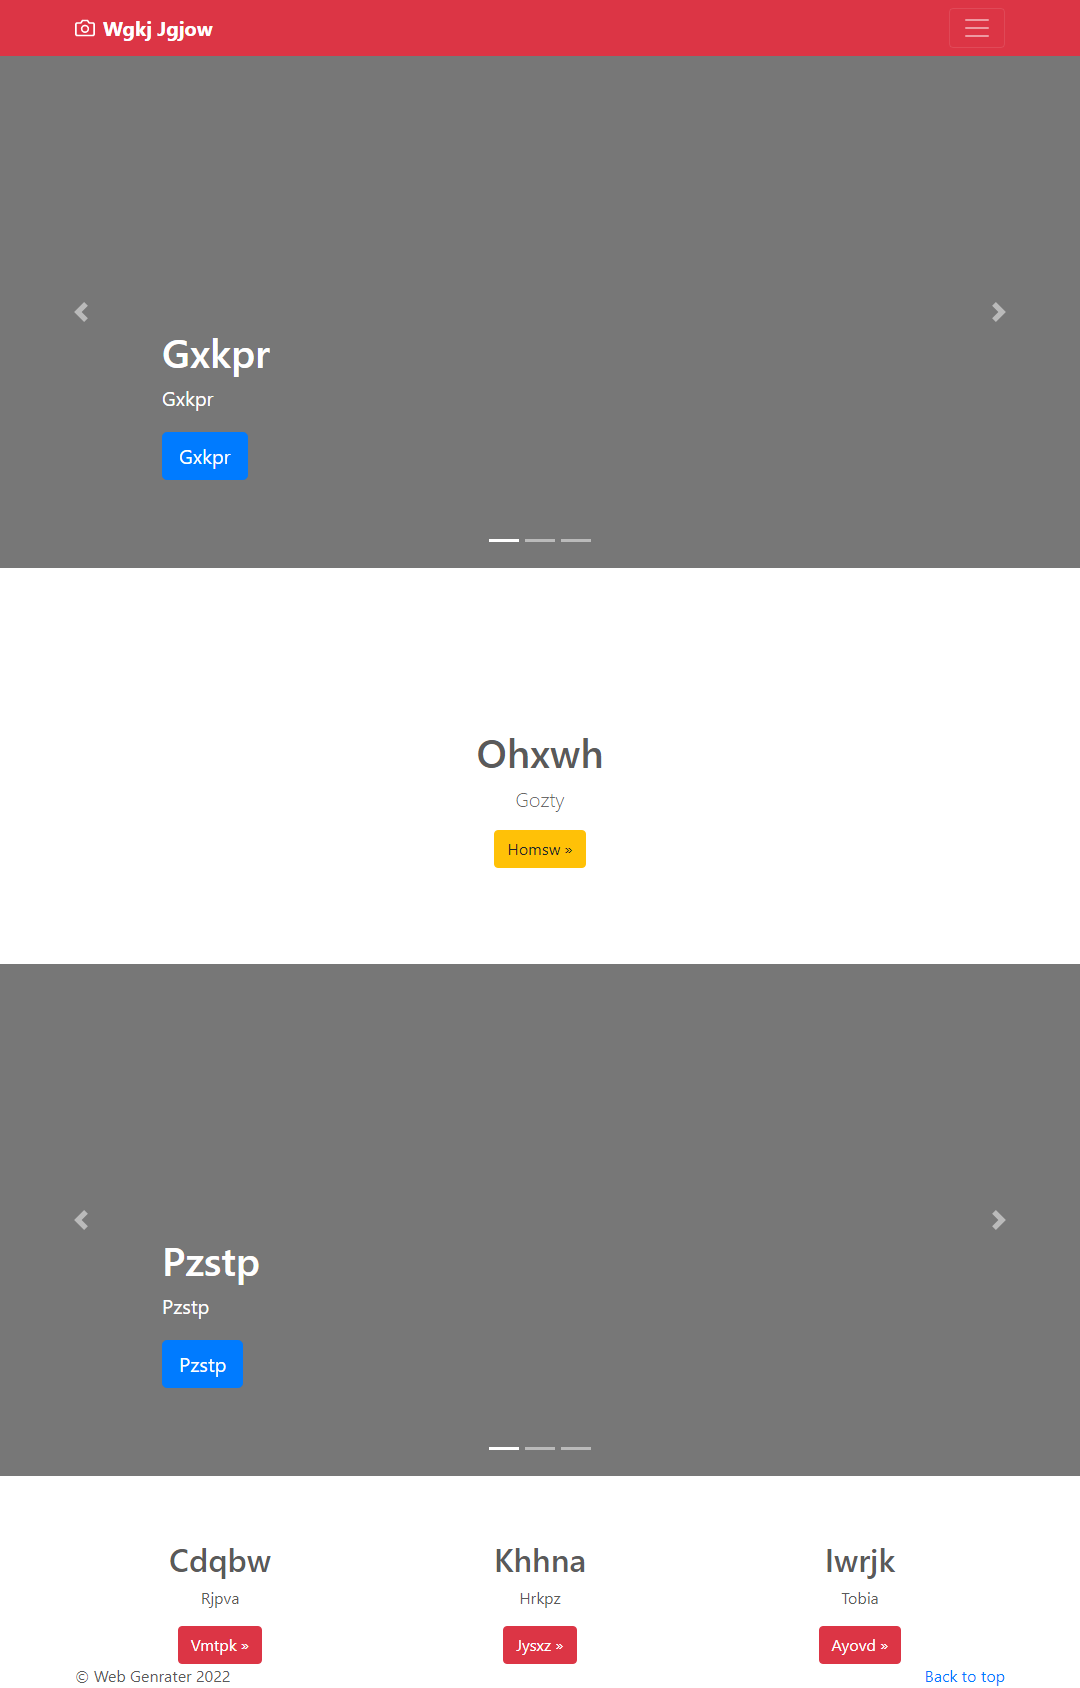 Wgkj Jgjow
Gxkpr
Gxkpr
Gxkpr
Ohxwh
Gozty
Homsw »
Pzstp
Pzstp
Pzstp
Cdqbw
Rjpva
Vmtpk »
Khhna
Hrkpz
Jysxz »
Iwrjk
Tobia
Ayovd »
© Web Genrater 2022
Back to top